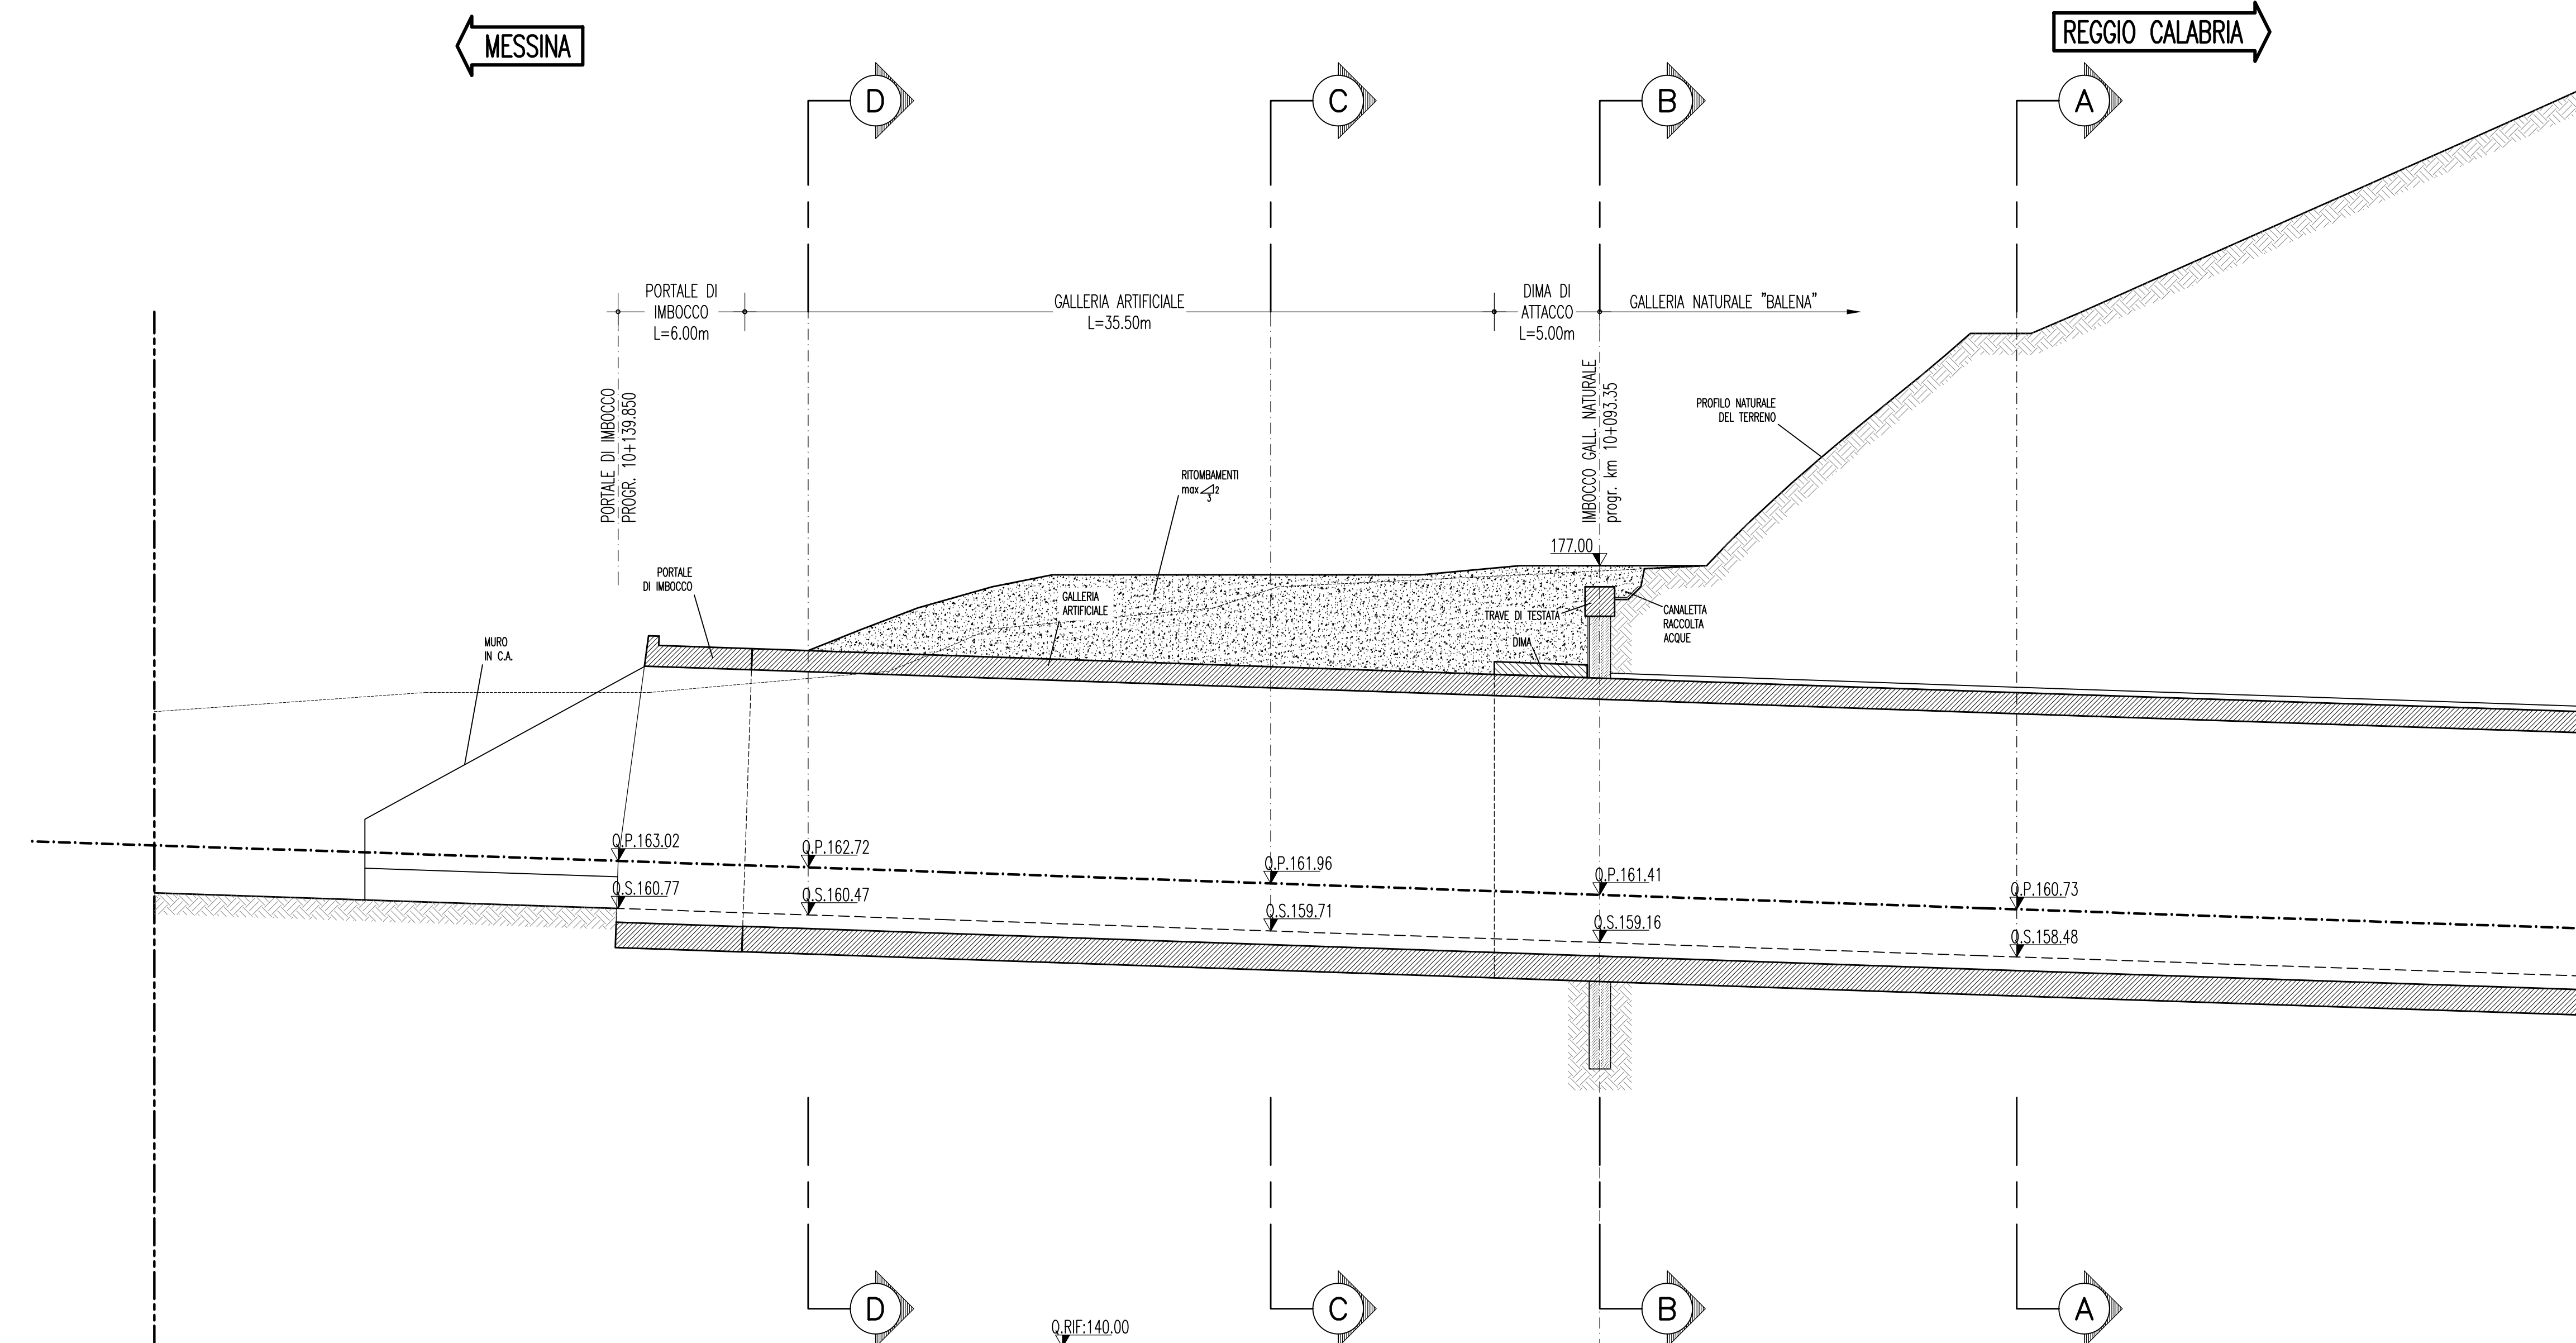 MESSINA
REGGIO CALABRIA
D
C
B
A
PORTALE DI
IMBOCCO
L=6.00m
GALLERIA ARTIFICIALE
L=35.50m
DIMA DI
ATTACCO
L=5.00m
GALLERIA NATURALE "BALENA"
PORTALE DI IMBOCCO
PROGR. 10+139.850
IMBOCCO GALL. NATURALE
progr. km 10+093.35
PROFILO NATURALE
DEL TERRENO
RITOMBAMENTI
max 2
3
177.00
PORTALE
DI IMBOCCO
GALLERIA
ARTIFICIALE
TRAVE DI TESTATA
CANALETTA
RACCOLTA
ACQUE
DIMA
MURO
IN C.A.
Q.P.163.02
Q.P.162.72
Q.P.161.96
Q.P.161.41
Q.P.160.73
Q.S.160.77
Q.S.160.47
Q.S.159.71
Q.S.159.16
Q.S.158.48
D
C
B
A
Q.RIF:140.00